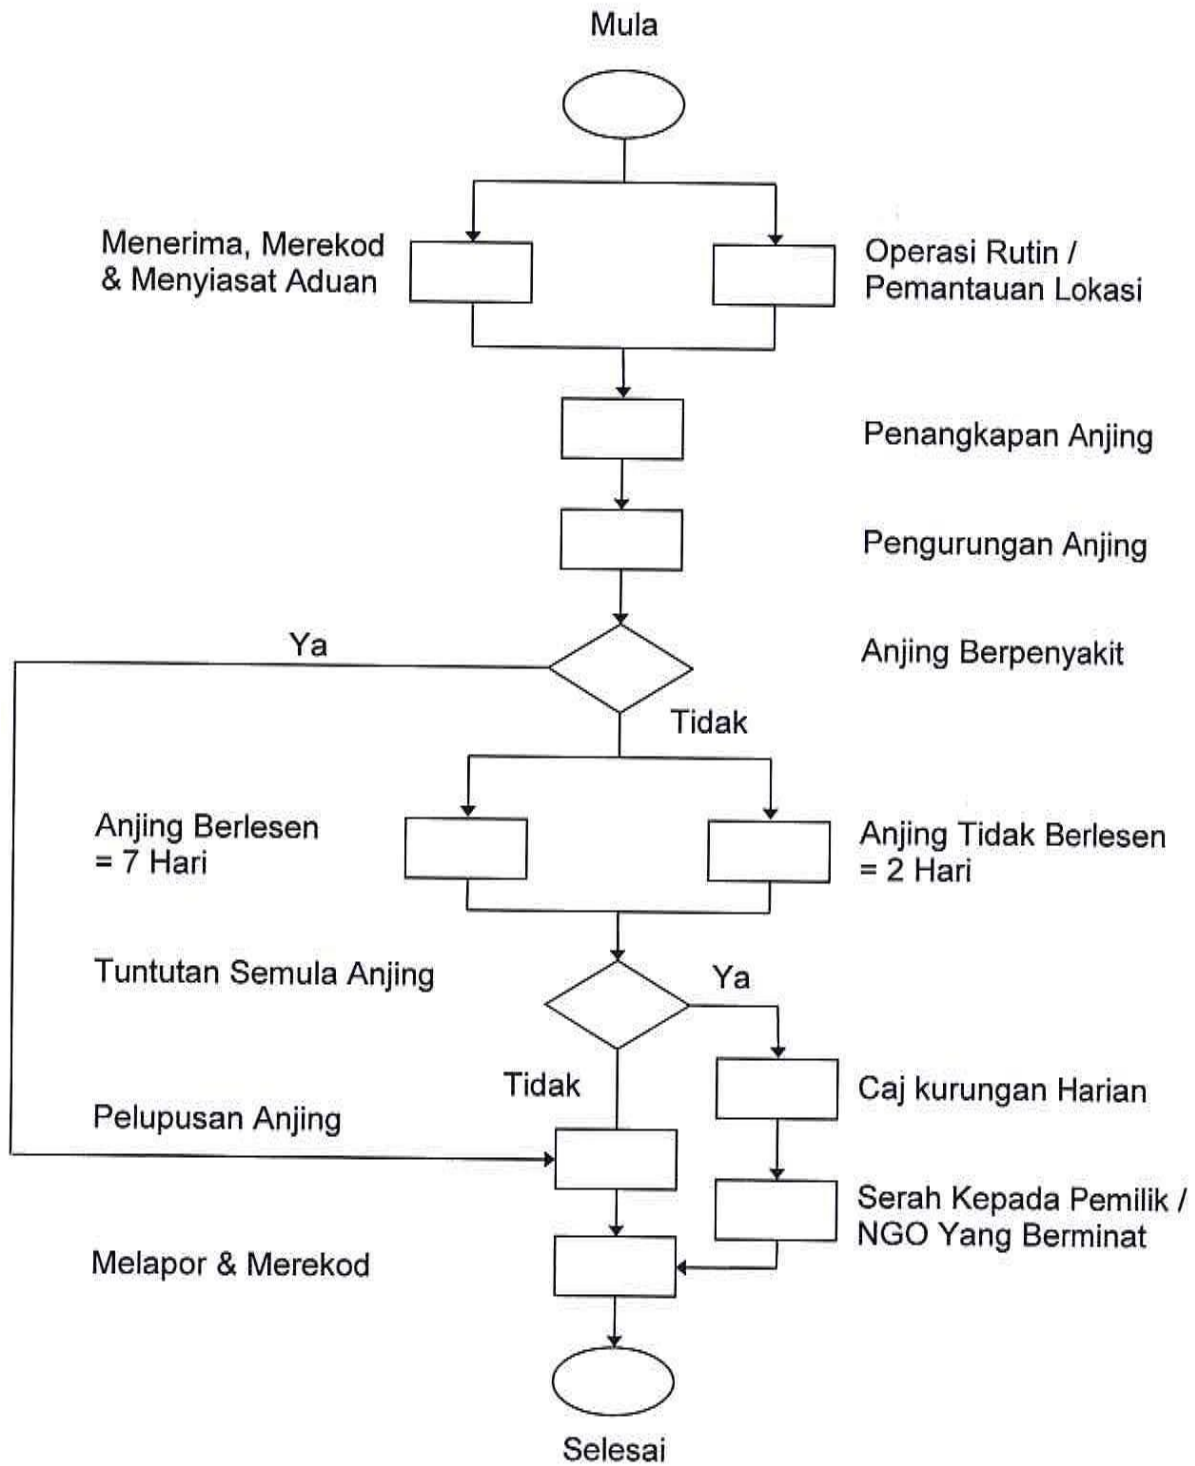 Mula
Menerima, Merekod
& Menyiasat Aduan
Operasi Rutin /
Pemantauan Lokasi
Penangkapan Anjing
Pengurungan Anjing
Ya
Anjing Berpenyakit
Tidak
Anjing Berlesen
= 7 Hari
Anjing Tidak Berlesen
= 2 Hari
Tuntutan Semula Anjing
Ya
Tidak
Caj kurungan Harian
Pelupusan Anjing
Serah Kepada Pemilik /
NGO Yang Berminat
Melapor & Merekod
Selesai